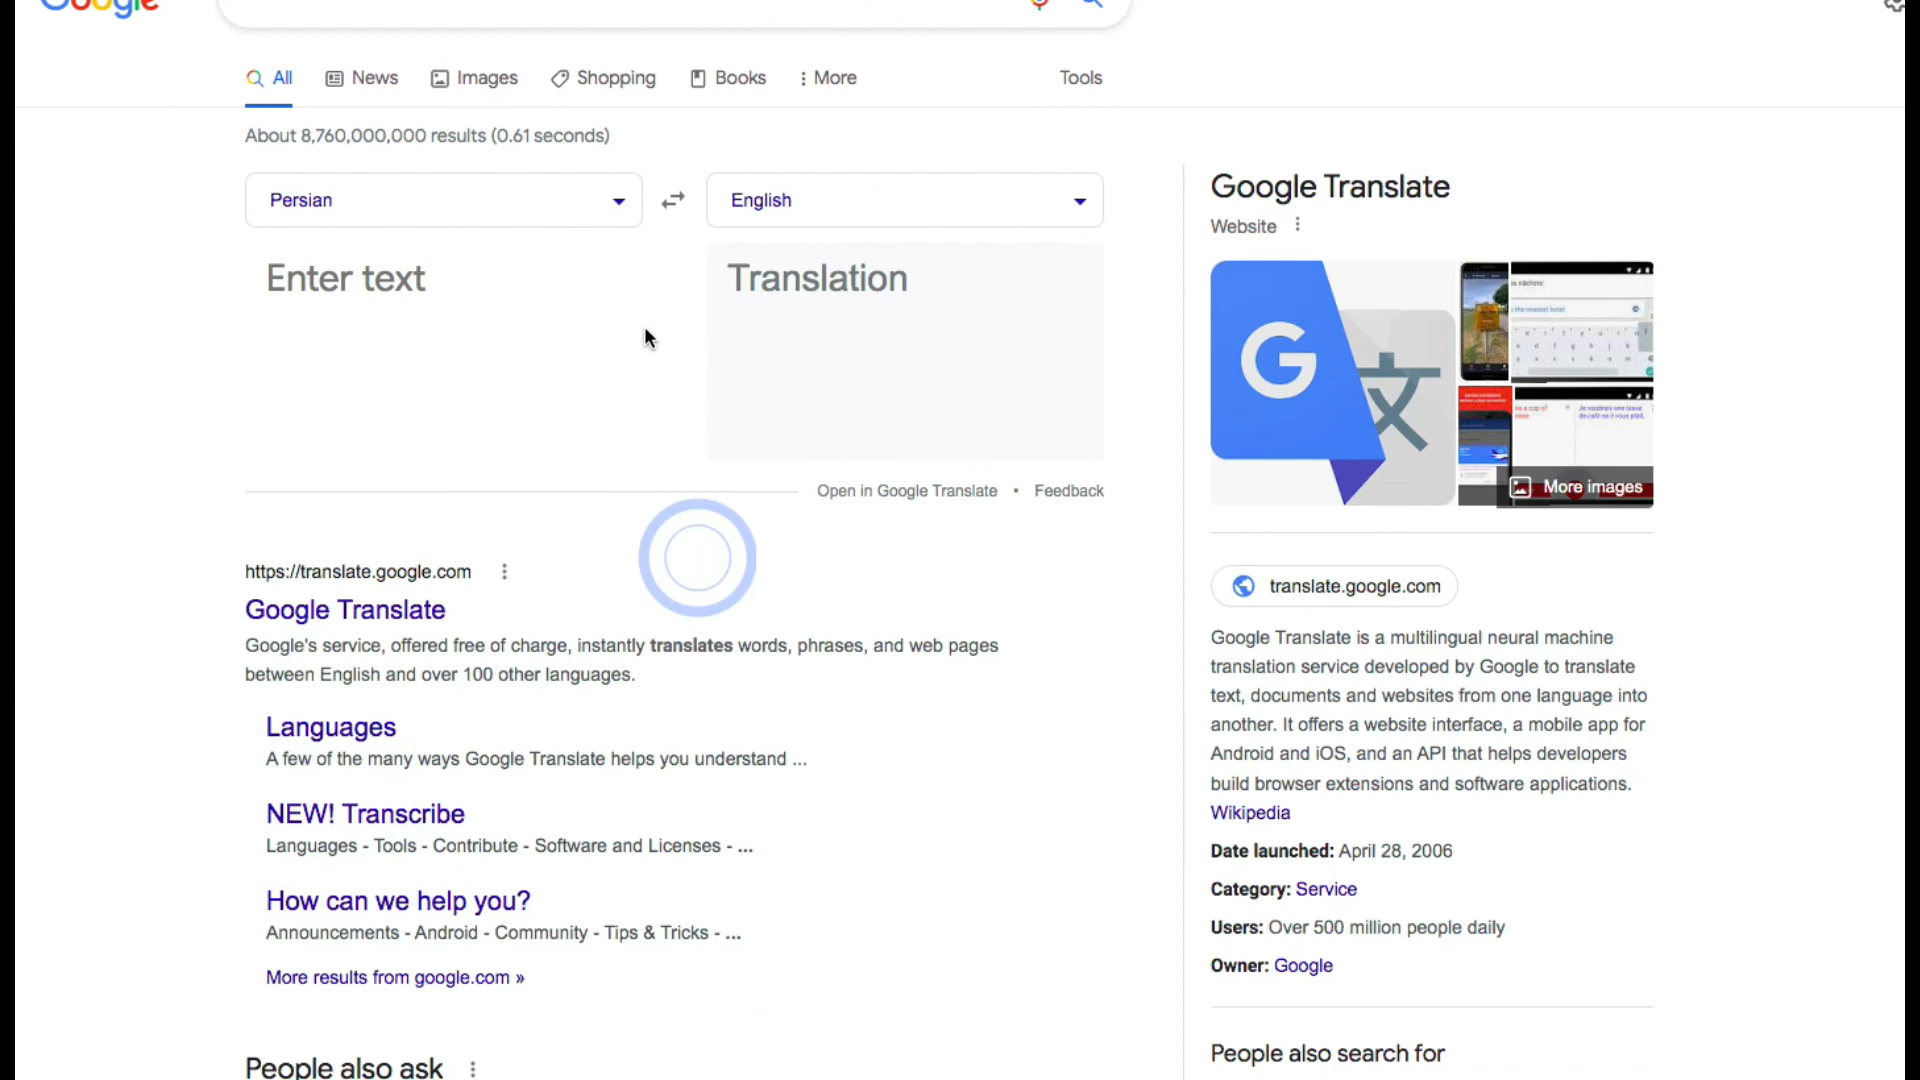 Google
All News Images Shopping Books More Tools
About 8,760,000,000 results (0.61 seconds)
Persian English
Enter text Translation
Open in Google Translate • Feedback
https://translate.google.com
Google Translate
Google's service, offered free of charge, instantly translates words, phrases, and web pages
between English and over 100 other languages.
Languages
A few of the many ways Google Translate helps you understand ...
NEW! Transcribe
Languages - Tools - Contribute - Software and Licenses - ...
How can we help you?
Announcements - Android - Community - Tips & Tricks - ...
More results from google.com »
People also ask
Google Translate
Website
G 文
More images
translate.google.com
Google Translate is a multilingual neural machine
translation service developed by Google to translate
text, documents and websites from one language into
another. It offers a website interface, a mobile app for
Android and iOS, and an API that helps developers
build browser extensions and software applications.
Wikipedia
Date launched: April 28, 2006
Category: Service
Users: Over 500 million people daily
Owner: Google
People also search for